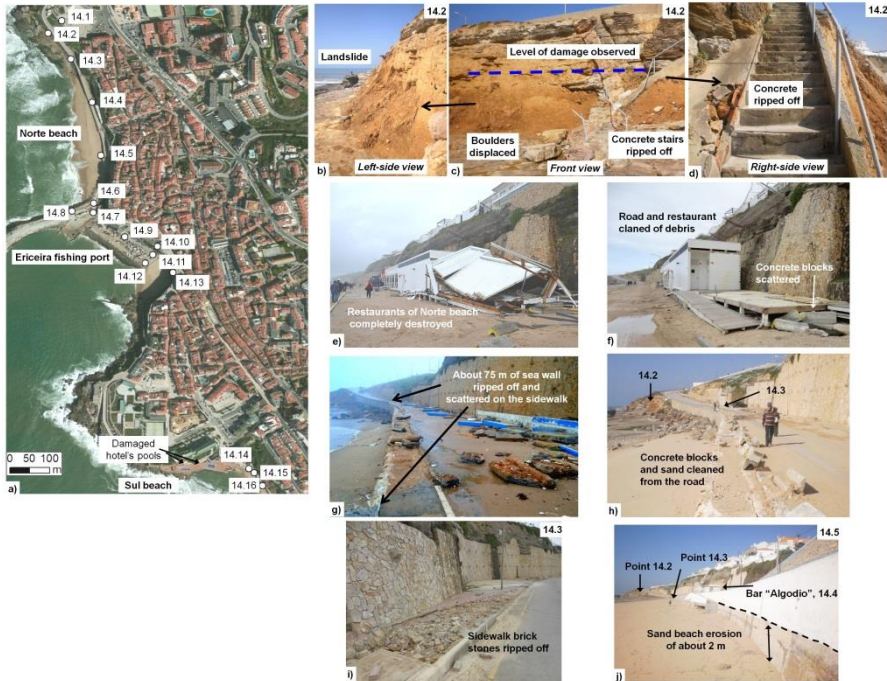 14.1
14.2
14.3
14.4
Norte beach
14.5
14.6
14.8
14.7
14.9
Ericeira fishing port
14.10
14.11
14.12
14.13
Damaged
hotel's pools
0 50 100
m
14.14
14.15
Sul beach
14.16
a)
14.2
Landslide
b)
Left-side view
14.2
Level of damage observed
Boulders
displaced
Concrete stairs
ripped off
c)
Front view
14.2
Concrete
ripped off
d)
Right-side view
Restaurants of Norte beach
completely destroyed
e)
Road and restaurant
claned of debris
Concrete blocks
scattered
f)
About 75 m of sea wall
ripped off and
scattered on the sidewalk
g)
14.2
14.3
Concrete blocks
and sand cleaned
from the road
h)
14.3
Sidewalk brick
stones ripped off
i)
14.5
Point 14.3
Point 14.2
Bar “Algodio”, 14.4
Sand beach erosion
of about 2 m
j)